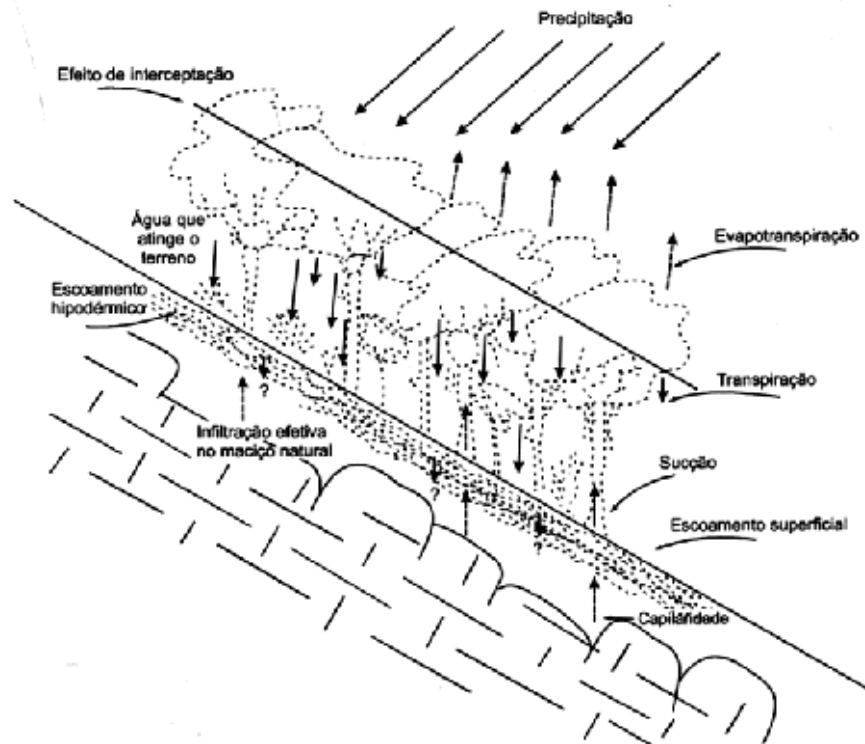 Precipitação
Efeito de interceptação
Água que
atinge o
terreno
Evapotranspiração
Escoamento
hipodérmico
Transpiração
?
Infiltração efetiva
no maciço natural
Sucção
?
Escoamento superficial
?
Capilaridade